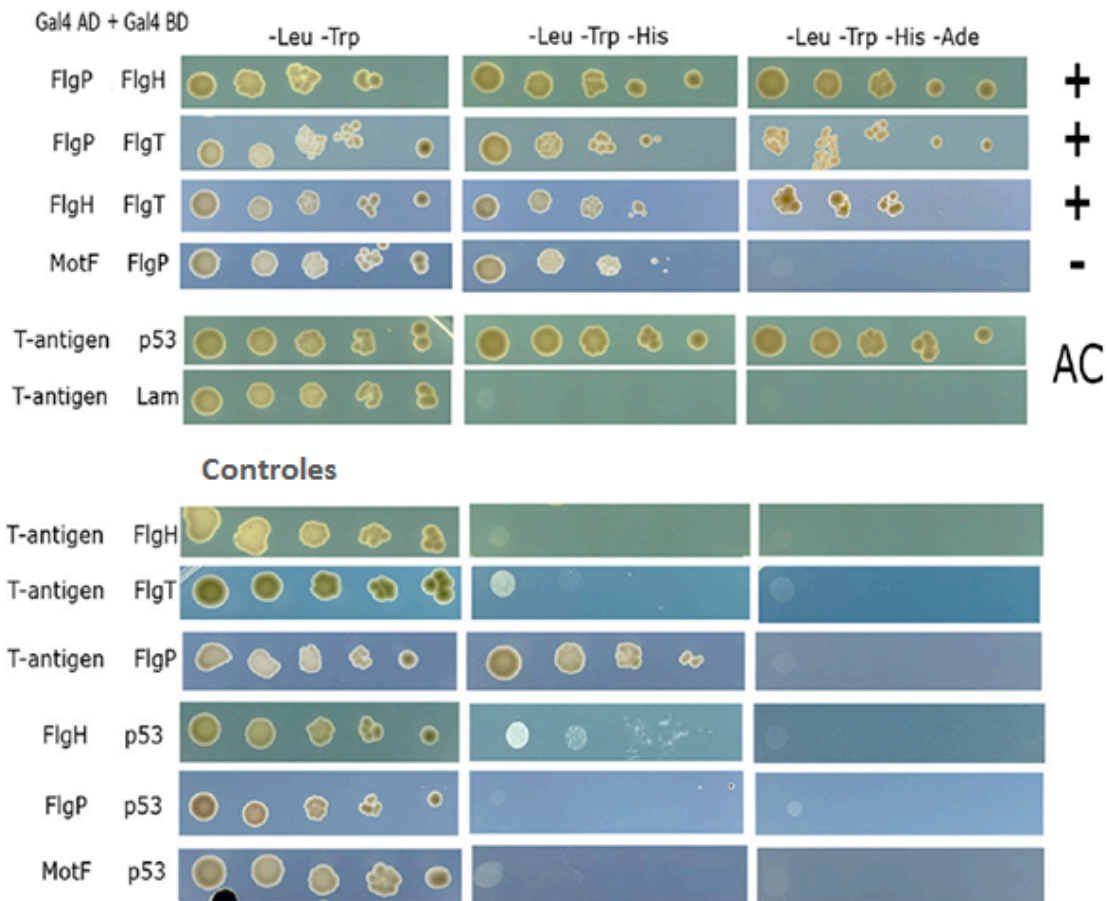 Gal4 AD + Gal4 BD
-Leu -Trp -Leu -Trp -His -Leu -Trp -His -Ade
FlgP FlgH +
FlgP FlgT +
FlgH FlgT +
MotF FlgP -
T-antigen p53
AC
T-antigen Lam
Controles
T-antigen FlgH
T-antigen FlgT
T-antigen FlgP
FlgH p53
FlgP p53
MotF p53